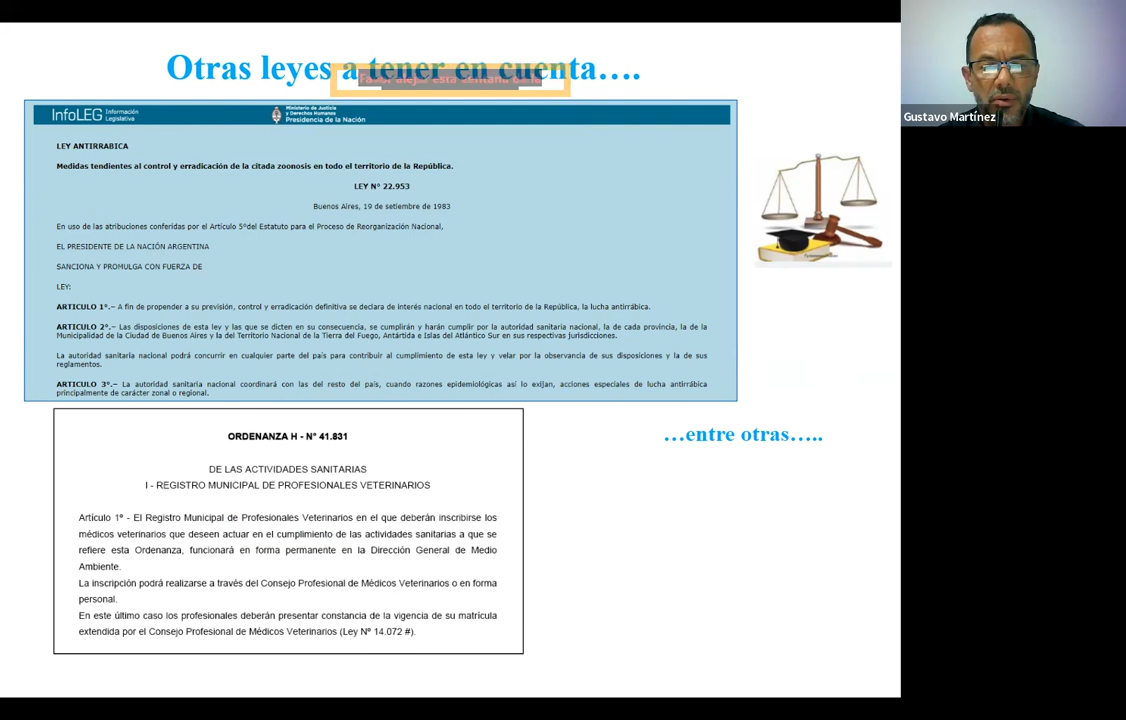 Otras leyes a tener en cuenta….
InfoLEG Información
Legislativa
Ministerio de Justicia
y Derechos Humanos
Presidencia de la Nación
LEY ANTIRRABICA
Medidas tendientes al control y erradicación de la citada zoonosis en todo el territorio de la República.
LEY Nº 22.953
Buenos Aires, 19 de setiembre de 1983
En uso de las atribuciones conferidas por el Artículo 5ºdel Estatuto para el Proceso de Reorganización Nacional,
EL PRESIDENTE DE LA NACIÓN ARGENTINA
SANCIONA Y PROMULGA CON FUERZA DE
LEY:
ARTICULO 1º.– A fin de propender a su previsión, control y erradicación definitiva se declara de interés nacional en todo el territorio de la República, la lucha antirrábica.
ARTICULO 2º.– Las disposiciones de esta ley y las que se dicten en su consecuencia, se cumplirán y harán cumplir por la autoridad sanitaria nacional, la de cada provincia, la de la
Municipalidad de la Ciudad de Buenos Aires y la del Territorio Nacional de la Tierra del Fuego, Antártida e Islas del Atlántico Sur en sus respectivas jurisdicciones.
La autoridad sanitaria nacional podrá concurrir en cualquier parte del país para contribuir al cumplimiento de esta ley y velar por la observancia de sus disposiciones y la de sus
reglamentos.
ARTICULO 3º.– La autoridad sanitaria nacional coordinará con las del resto del país, cuando razones epidemiológicas así lo exijan, acciones especiales de lucha antirrábica
principalmente de carácter zonal o regional.
ORDENANZA H - Nº 41.831
DE LAS ACTIVIDADES SANITARIAS
I - REGISTRO MUNICIPAL DE PROFESIONALES VETERINARIOS
Artículo 1º - El Registro Municipal de Profesionales Veterinarios en el que deberán inscribirse los
médicos veterinarios que deseen actuar en el cumplimiento de las actividades sanitarias a que se
refiere esta Ordenanza, funcionará en forma permanente en la Dirección General de Medio
Ambiente.
La inscripción podrá realizarse a través del Consejo Profesional de Médicos Veterinarios o en forma
personal.
En este último caso los profesionales deberán presentar constancia de la vigencia de su matrícula
extendida por el Consejo Profesional de Médicos Veterinarios (Ley Nº 14.072 #).
…entre otras…..
Gustavo Martínez